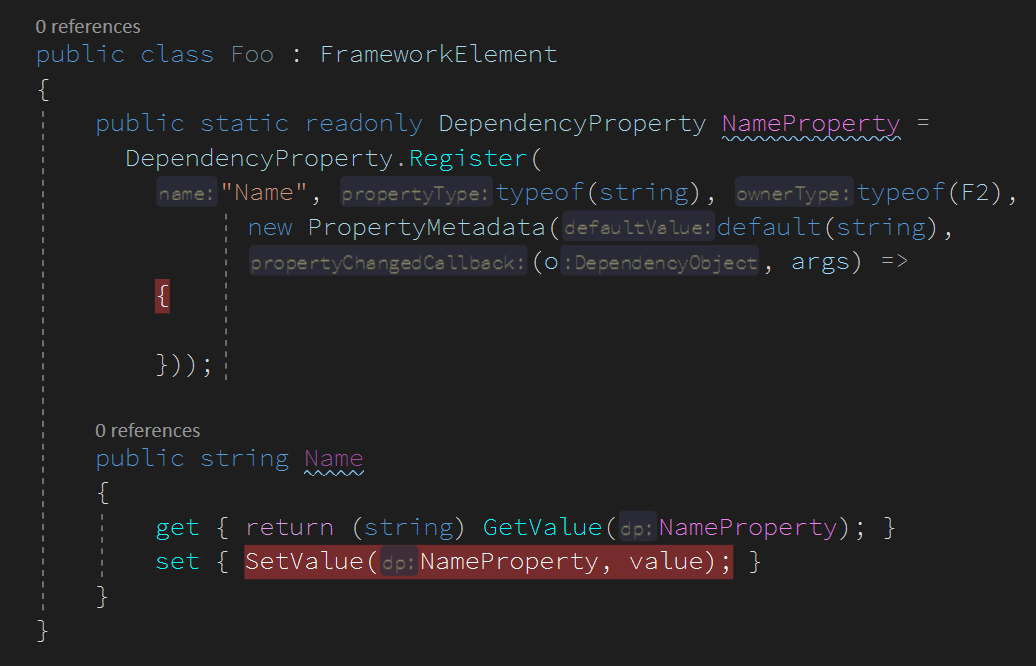 0 references
public class Foo : FrameworkElement
{
public static readonly DependencyProperty NameProperty =
DependencyProperty.Register(
name: "Name", propertyType: typeof(string), ownerType: typeof(F2),
new PropertyMetadata( defaultValue: default(string),
propertyChangedCallback: (o :DependencyObject , args) =>
{
}));
0 references
public string Name
{
get { return (string) GetValue( dp: NameProperty); }
set { SetValue( dp: NameProperty, value); }
}
}